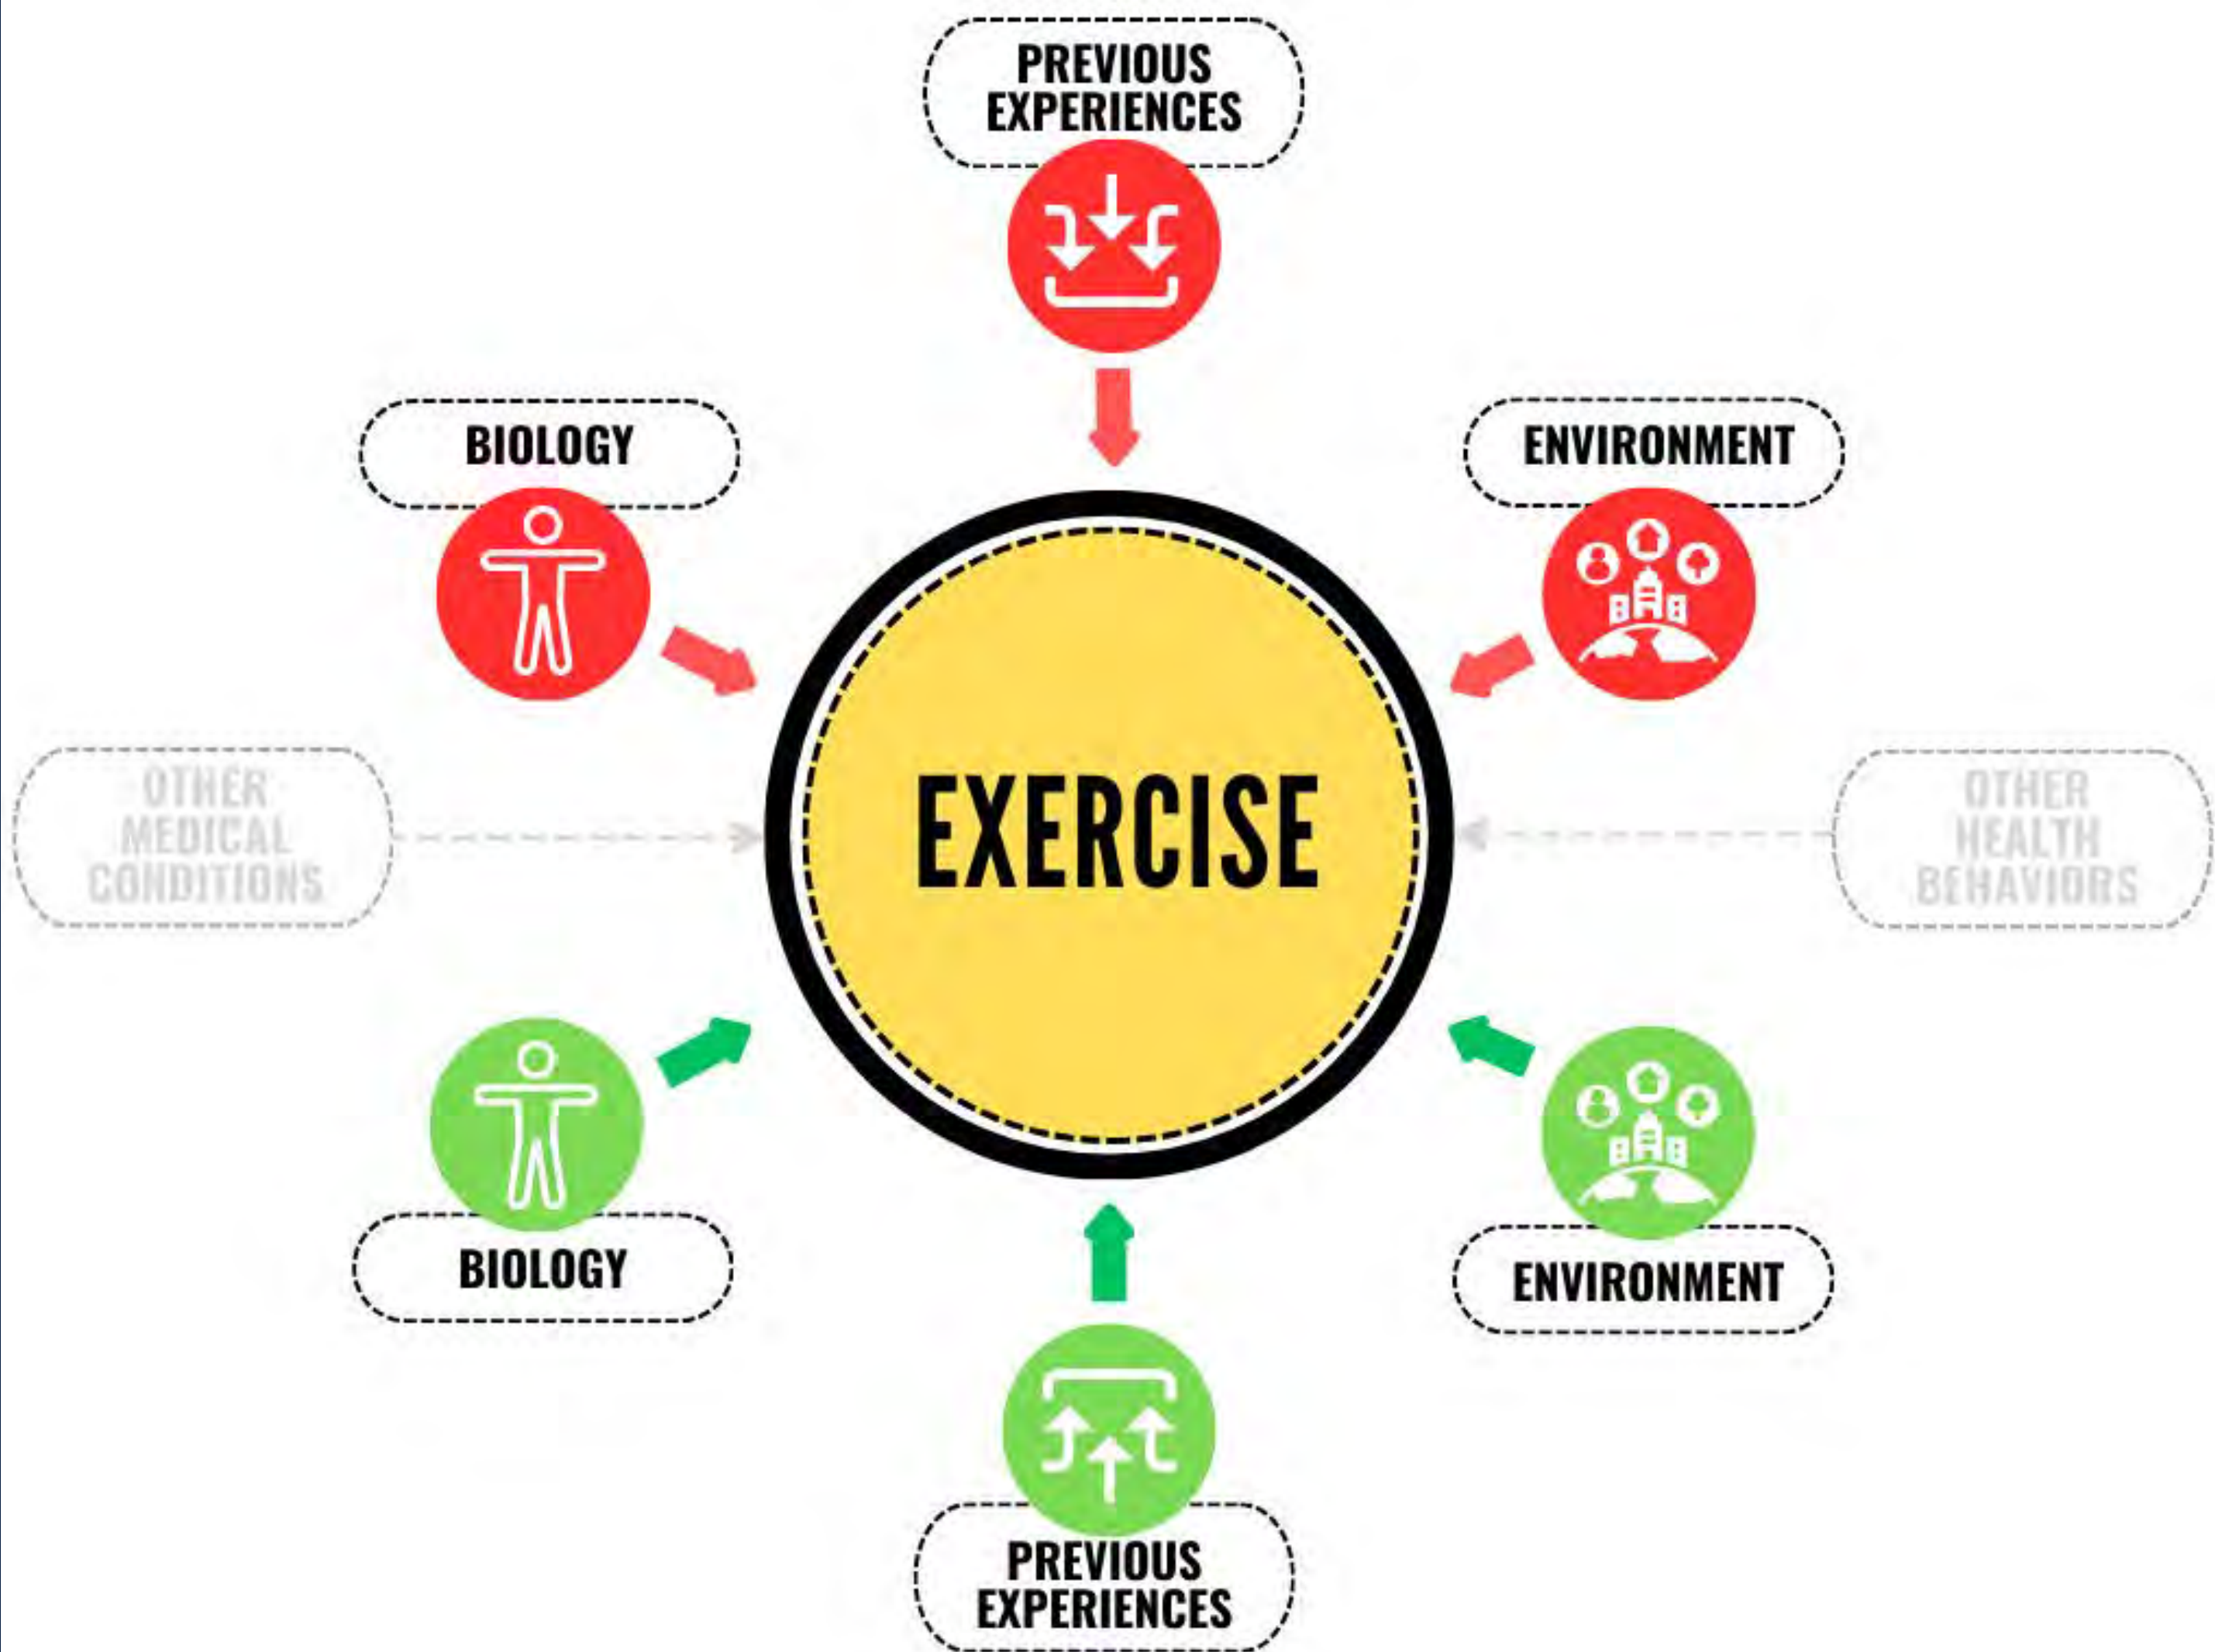 PREVIOUS
EXPERIENCES
BIOLOGY
ENVIRONMENT
OTHER
MEDICAL
CONDITIONS
EXERCISE
OTHER
HEALTH
BEHAVIORS
BIOLOGY
ENVIRONMENT
PREVIOUS
EXPERIENCES